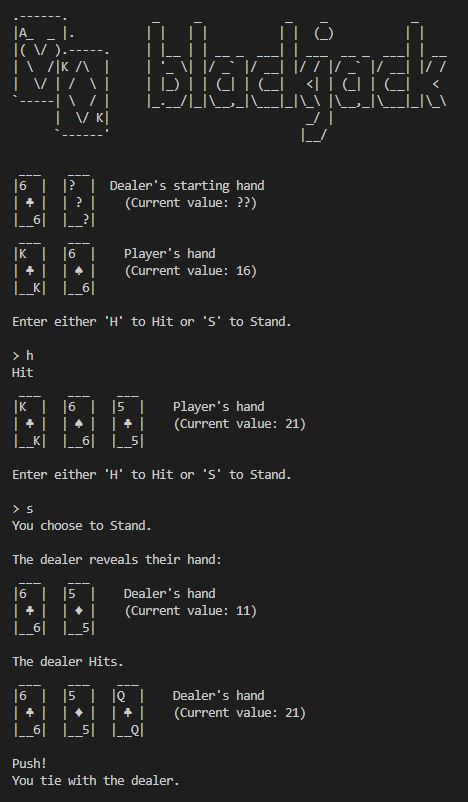 .------.
|A_  _ |.
|( \/ ).-----.
| \  /|K /\  |
|  \/ | /  \ |
`-----| \  / |
      |  \/ K|
      `------'
blackjack
 ___    ___
|6  |  |?  |  Dealer's starting hand
| ♣ |  | ? |    (Current value: ??)
|__6|  |__?|
 ___    ___
|K  |  |6  |    Player's hand
| ♣ |  | ♠ |    (Current value: 16)
|__K|  |__6|
Enter either 'H' to Hit or 'S' to Stand.
> h
Hit
 ___    ___    ___
|K  |  |6  |  |5  |    Player's hand
| ♣ |  | ♠ |  | ♣ |    (Current value: 21)
|__K|  |__6|  |__5|
Enter either 'H' to Hit or 'S' to Stand.
> s
You choose to Stand.
The dealer reveals their hand:
 ___    ___
|6  |  |5  |    Dealer's hand
| ♣ |  | ♦ |    (Current value: 11)
|__6|  |__5|
The dealer Hits.
 ___    ___    ___
|6  |  |5  |  |Q  |    Dealer's hand
| ♣ |  | ♦ |  | ♣ |    (Current value: 21)
|__6|  |__5|  |__Q|
Push!
You tie with the dealer.